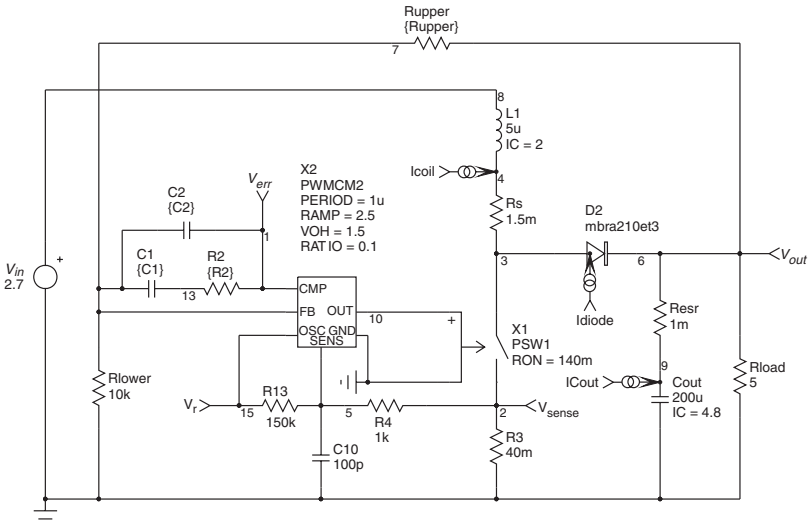 Rupper
{Rupper}
7
8
L1
5u
IC = 2
Icoil
4
X2
PWMCM2
PERIOD = 1u
RAMP = 2.5
VOH = 1.5
RATIO = 0.1
Verr
C2
{C2}
1
Rs
1.5m
D2
mbra210et3
C1
{C1}
R2
{R2}
13
3
6
Vout
Vin
2.7
+
CMP
FB
OUT
OSC
GND
SENS
10
+
Idiode
Resr
1m
X1
PSW1
RON = 140m
9
ICout
Cout
200u
IC = 4.8
Rload
5
Rlower
10k
Vr
15
R13
150k
5
R4
1k
2
Vsense
C10
100p
R3
40m